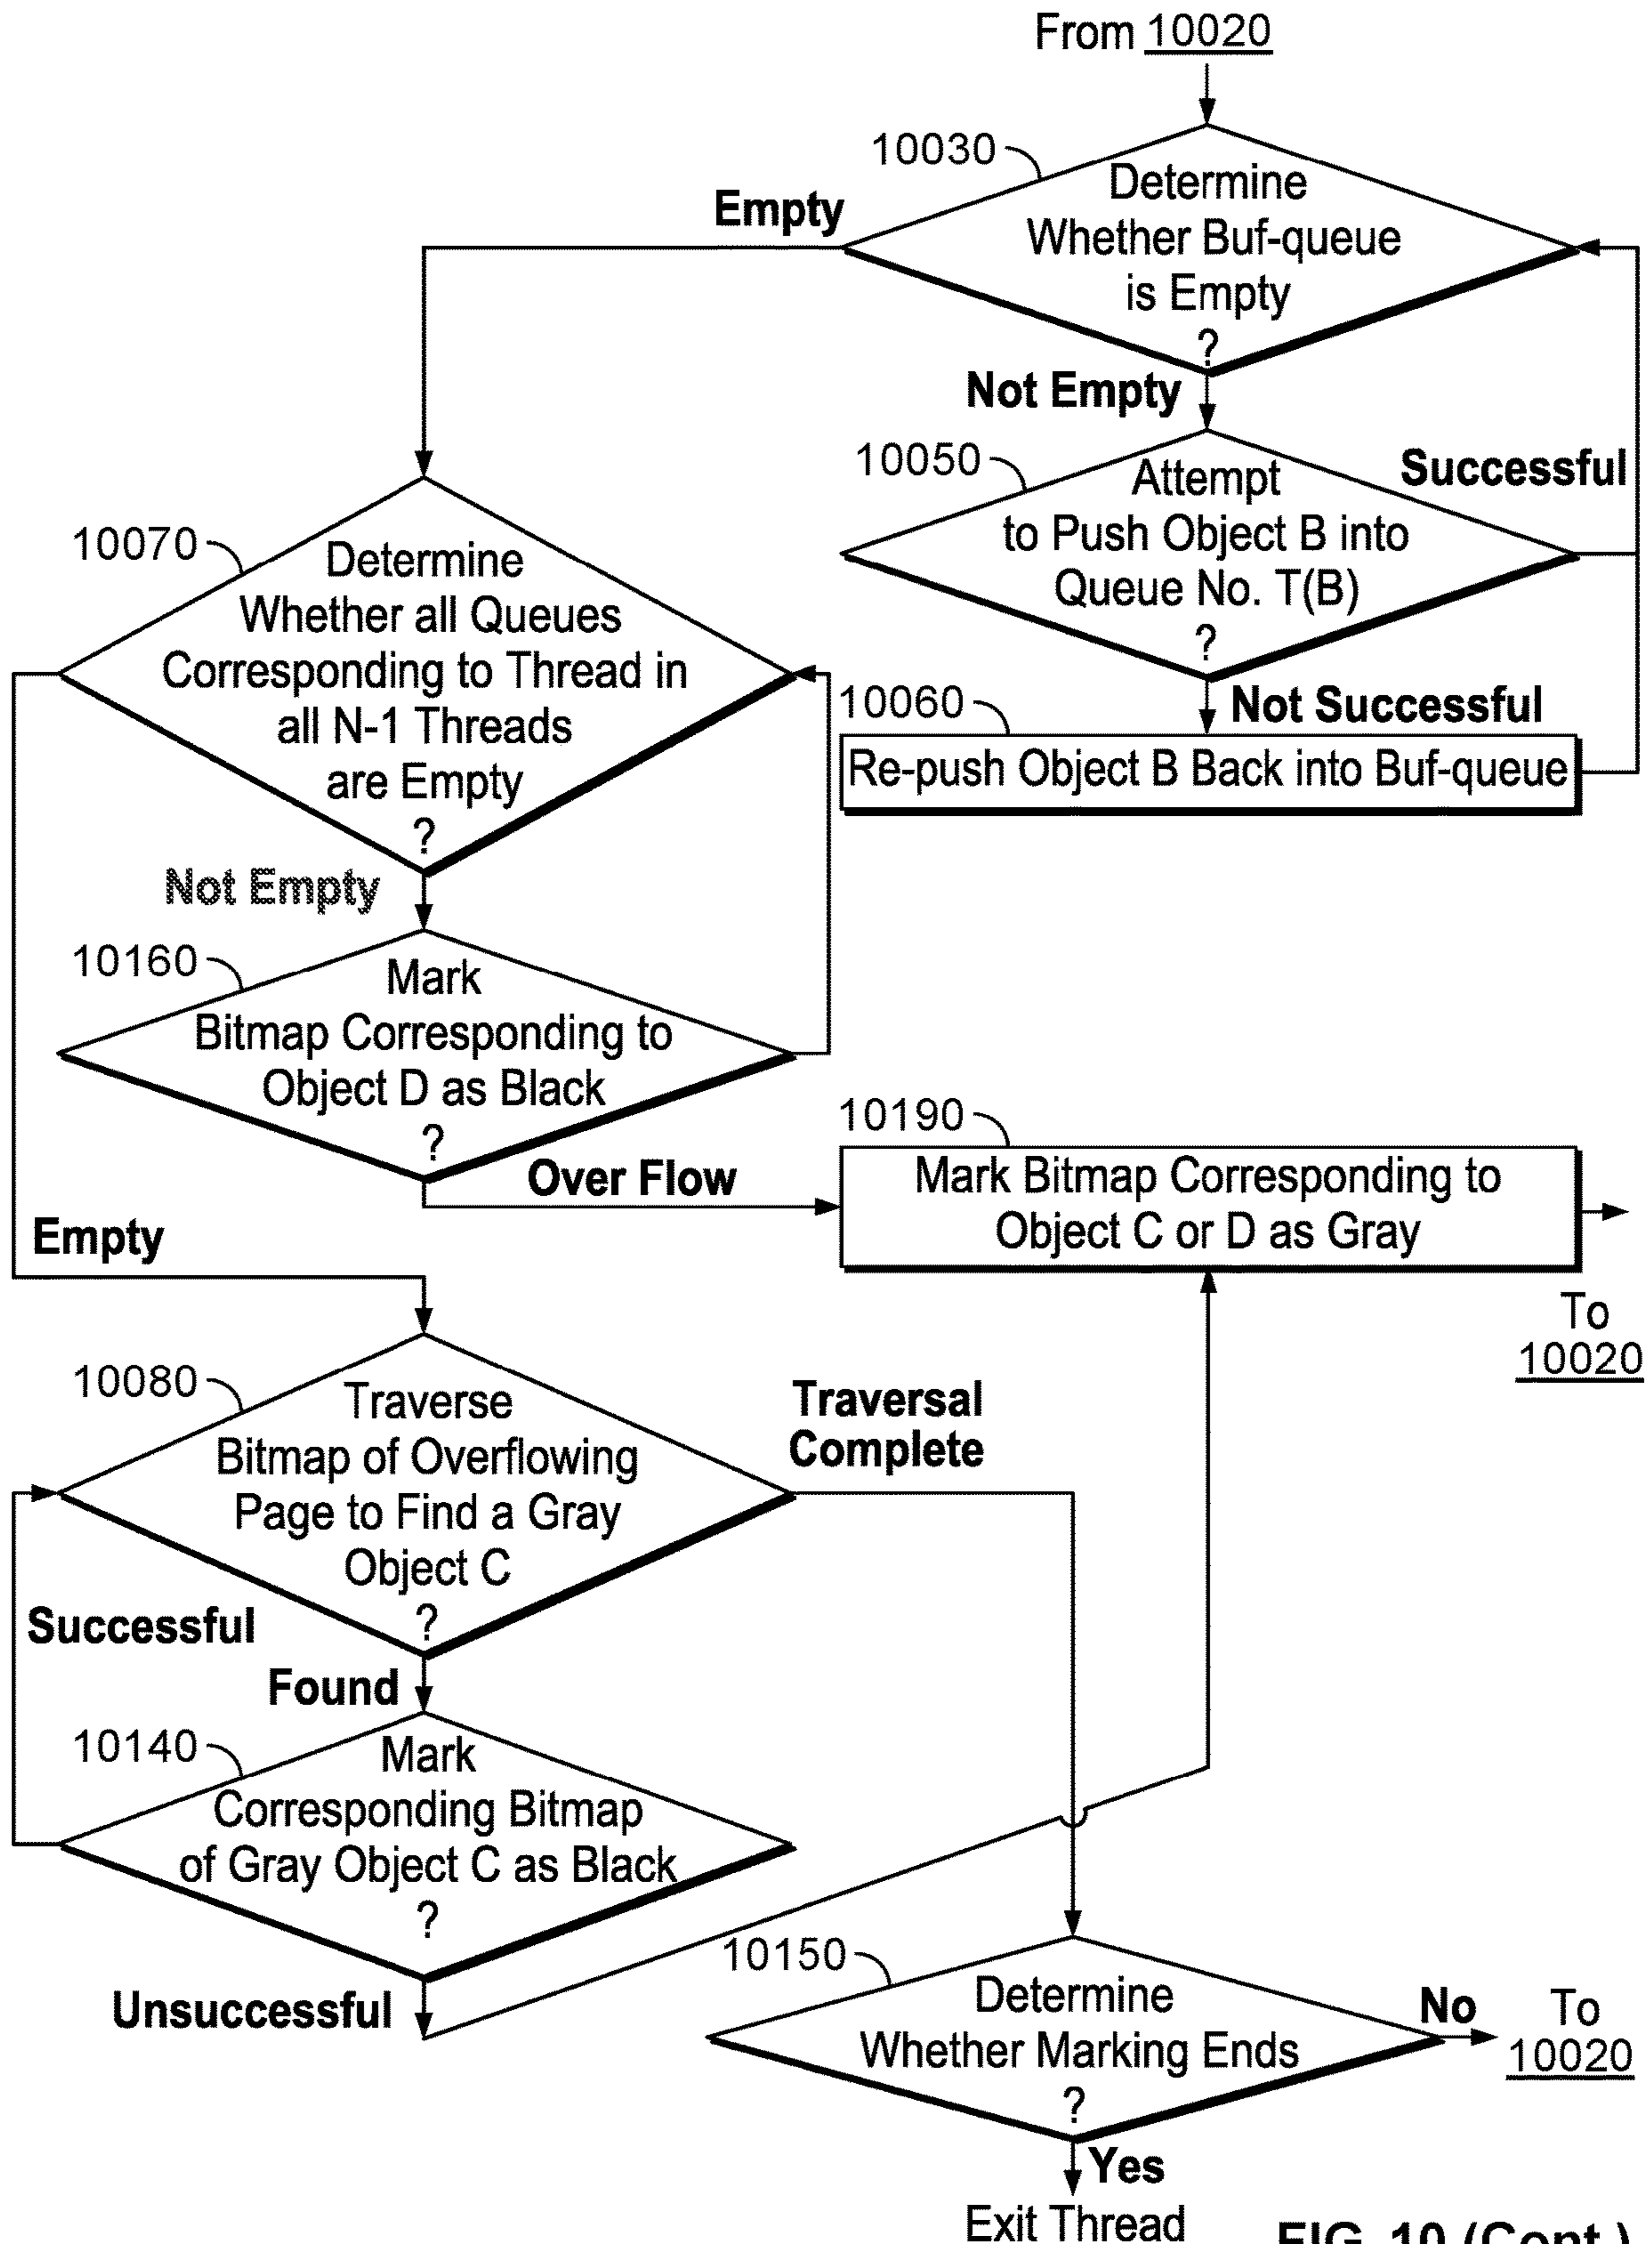 From 10020
10030
Determine
Whether Buf-queue
is Empty
?
Empty
Not Empty
10050
Attempt
to Push Object B into
Queue No. T(B)
?
Successful
10060
Not Successful
Re-push Object B Back into Buf-queue
10070
Determine
Whether all Queues
Corresponding to Thread in
all N-1 Threads
are Empty
?
Not Empty
10160
Mark
Bitmap Corresponding to
Object D as Black
?
Over Flow
10190
Mark Bitmap Corresponding to
Object C or D as Gray
To
10020
Empty
10080
Traverse
Bitmap of Overflowing
Page to Find a Gray
Object C
?
Traversal
Complete
Successful
Found
10140
Mark
Corresponding Bitmap
of Gray Object C as Black
?
Unsuccessful
10150
Determine
Whether Marking Ends
?
No
To
10020
Yes
Exit Thread
FIG. 10 (Cont.)